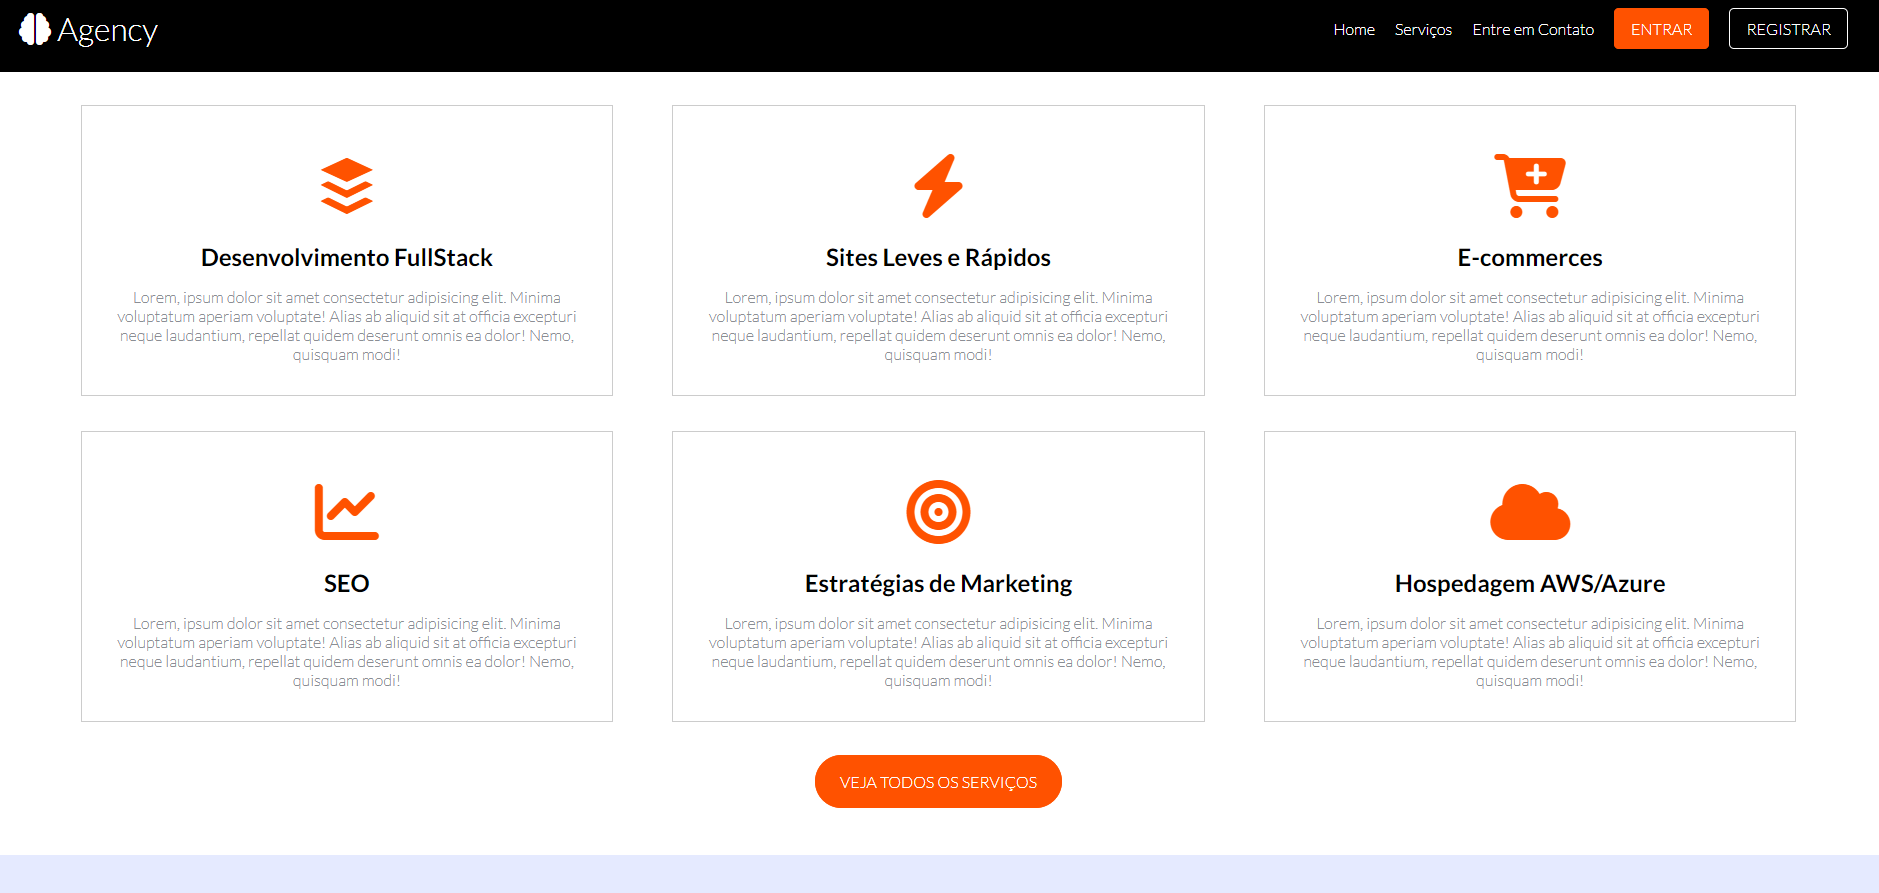 Agency
Home Serviços Entre em Contato ENTRAR REGISTRAR
Desenvolvimento FullStack
Lorem, ipsum dolor sit amet consectetur adipisicing elit. Minima
voluptatum aperiam voluptate! Alias ab aliquid sit at officia excepturi
neque laudantium, repellat quidem deserunt omnis ea dolor! Nemo,
quisquam modi!
Sites Leves e Rápidos
Lorem, ipsum dolor sit amet consectetur adipisicing elit. Minima
voluptatum aperiam voluptate! Alias ab aliquid sit at officia excepturi
neque laudantium, repellat quidem deserunt omnis ea dolor! Nemo,
quisquam modi!
E-commerces
Lorem, ipsum dolor sit amet consectetur adipisicing elit. Minima
voluptatum aperiam voluptate! Alias ab aliquid sit at officia excepturi
neque laudantium, repellat quidem deserunt omnis ea dolor! Nemo,
quisquam modi!
SEO
Lorem, ipsum dolor sit amet consectetur adipisicing elit. Minima
voluptatum aperiam voluptate! Alias ab aliquid sit at officia excepturi
neque laudantium, repellat quidem deserunt omnis ea dolor! Nemo,
quisquam modi!
Estratégias de Marketing
Lorem, ipsum dolor sit amet consectetur adipisicing elit. Minima
voluptatum aperiam voluptate! Alias ab aliquid sit at officia excepturi
neque laudantium, repellat quidem deserunt omnis ea dolor! Nemo,
quisquam modi!
Hospedagem AWS/Azure
Lorem, ipsum dolor sit amet consectetur adipisicing elit. Minima
voluptatum aperiam voluptate! Alias ab aliquid sit at officia excepturi
neque laudantium, repellat quidem deserunt omnis ea dolor! Nemo,
quisquam modi!
VEJA TODOS OS SERVIÇOS